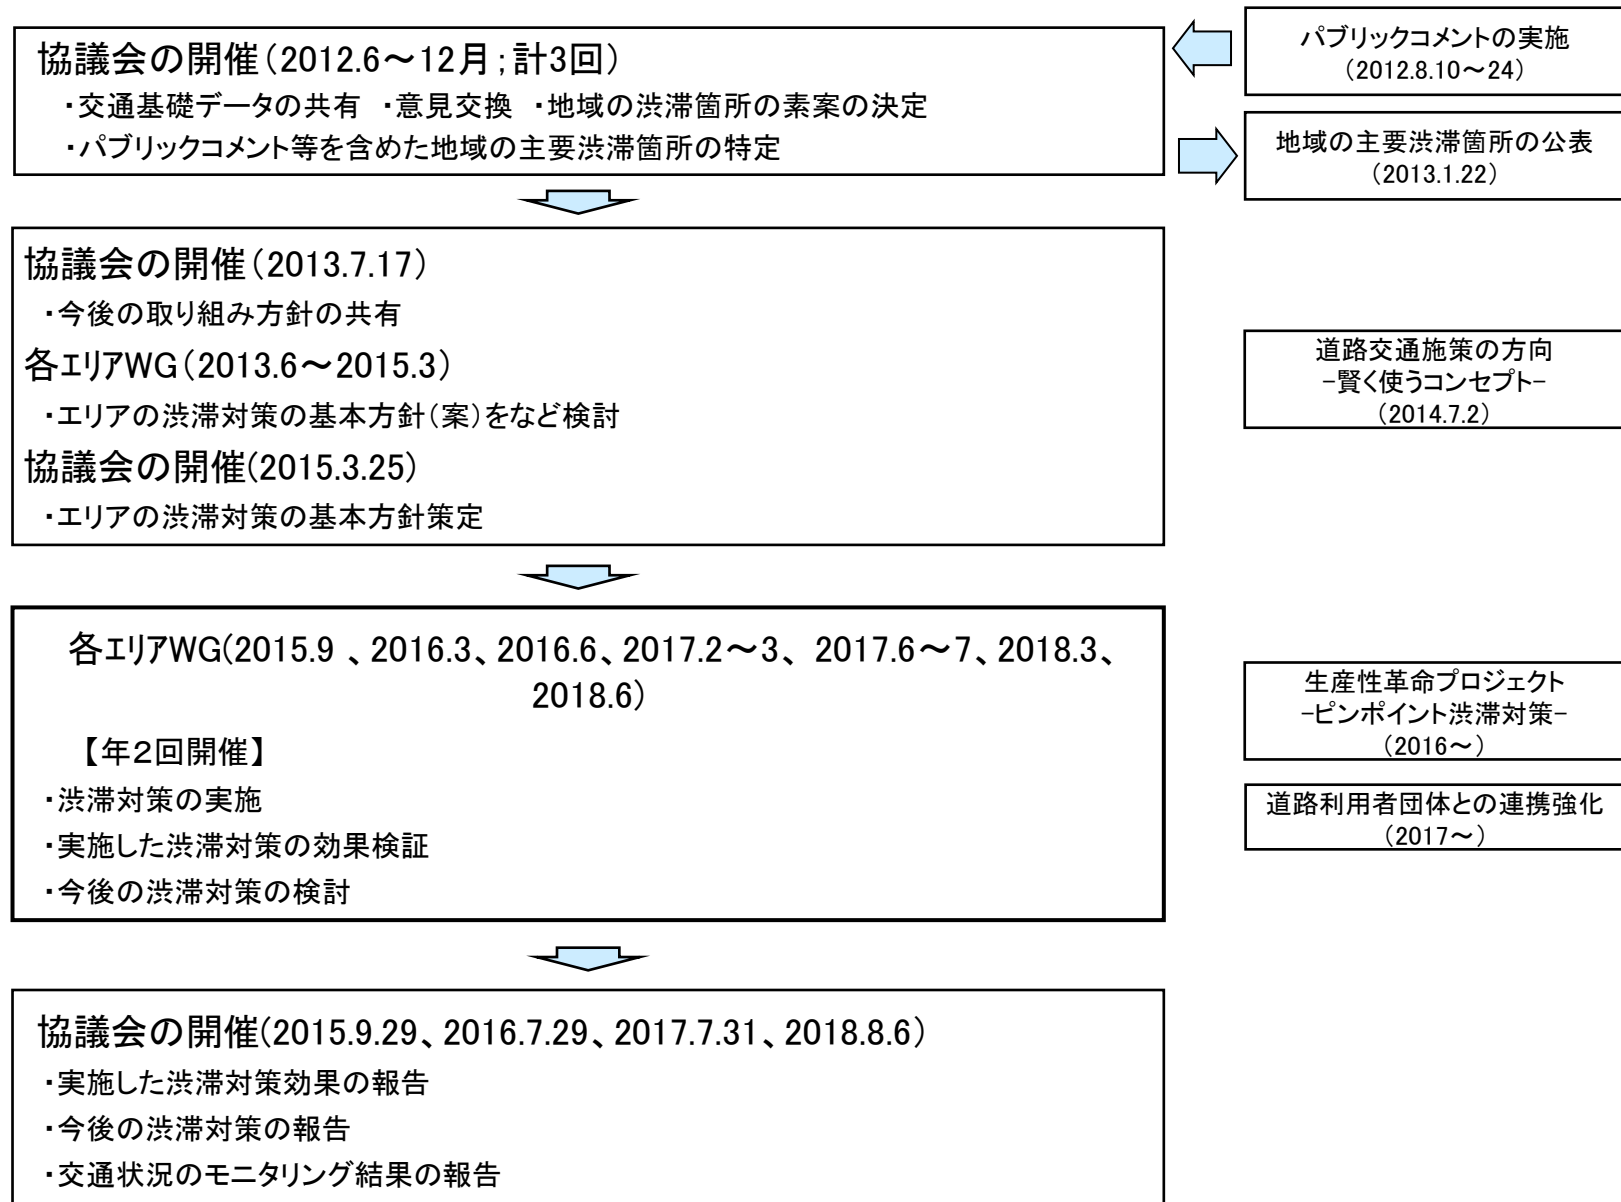 協議会の開催（2012.6～12月；計3回）
・交通基礎データの共有 ・意見交換 ・地域の渋滞箇所の素案の決定
・パブリックコメント等を含めた地域の主要渋滞箇所の特定
パブリックコメントの実施
（2012.8.10～24）
地域の主要渋滞箇所の公表
（2013.1.22）
協議会の開催（2013.7.17）
・今後の取り組み方針の共有
各エリアWG（2013.6～2015.3）
・エリアの渋滞対策の基本方針（案）をなど検討
協議会の開催(2015.3.25)
・エリアの渋滞対策の基本方針策定
道路交通施策の方向
-賢く使うコンセプト-
（2014.7.2）
各エリアWG(2015.9 、2016.3、2016.6、2017.2～3、 2017.6～7、2018.3、
2018.6)
【年２回開催】
・渋滞対策の実施
・実施した渋滞対策の効果検証
・今後の渋滞対策の検討
生産性革命プロジェクト
-ピンポイント渋滞対策-
（2016～）
道路利用者団体との連携強化
（2017～）
協議会の開催(2015.9.29、2016.7.29、2017.7.31、2018.8.6)
・実施した渋滞対策効果の報告
・今後の渋滞対策の報告
・交通状況のモニタリング結果の報告